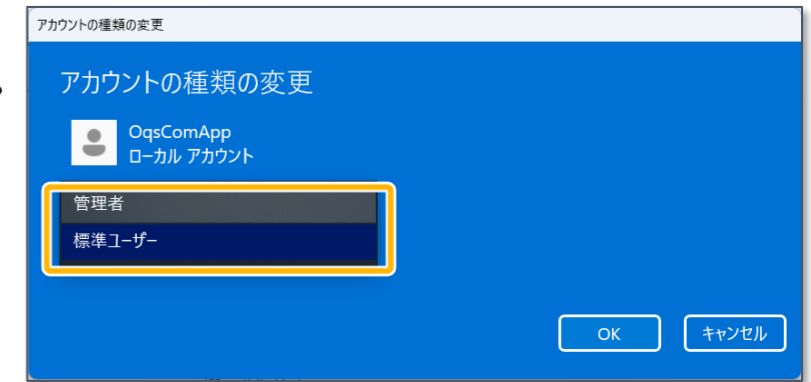 アカウントの種類の変更
アカウントの種類の変更
OqsComApp
ローカル アカウント
管理者
標準ユーザー
OK
キャンセル